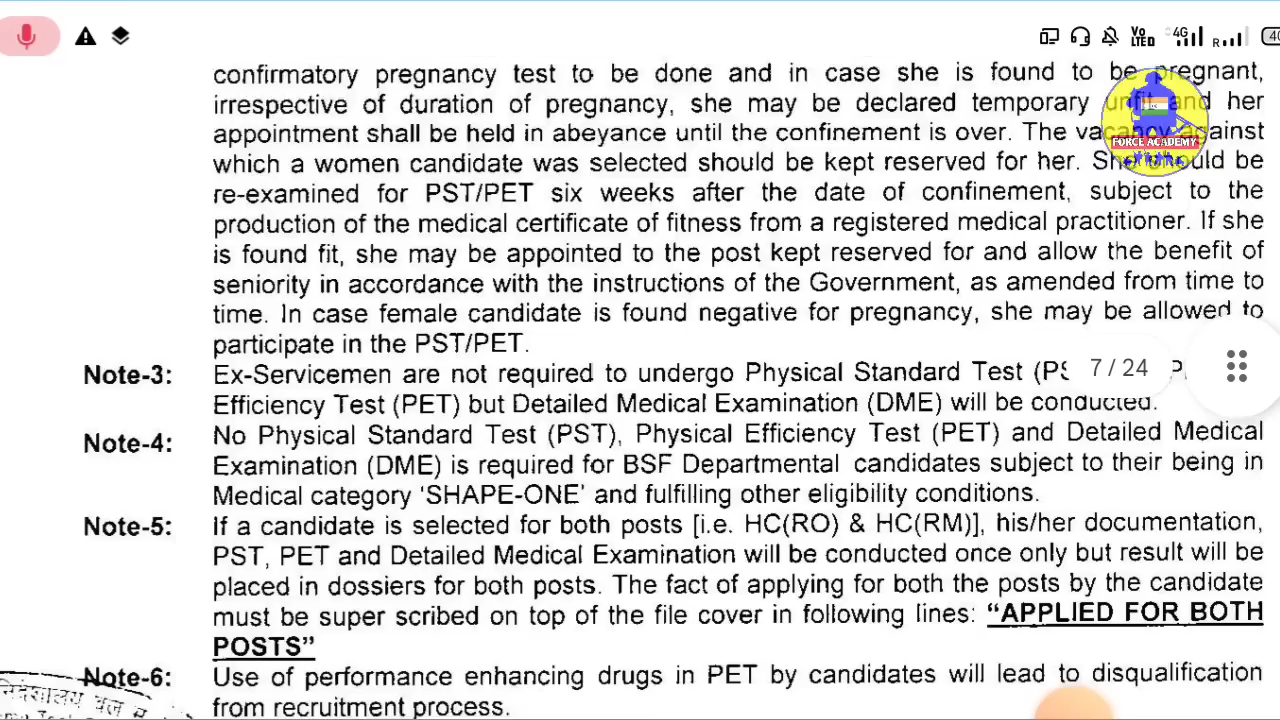 Vo
LTED
4G
R
40
confirmatory pregnancy test to be done and in case she is found to be pregnant,
irrespective of duration of pregnancy, she may be declared temporary unfit and her
appointment shall be held in abeyance until the confinement is over. The vacancy against
which a women candidate was selected should be kept reserved for her. She should be
re-examined for PST/PET six weeks after the date of confinement, subject to the
production of the medical certificate of fitness from a registered medical practitioner. If she
is found fit, she may be appointed to the post kept reserved for and allow the benefit of
seniority in accordance with the instructions of the Government, as amended from time to
time. In case female candidate is found negative for pregnancy, she may be allowed to
participate in the PST/PET.
FORCE ACADEMY
Note-3: Ex-Servicemen are not required to undergo Physical Standard Test
7 / 24
Efficiency Test (PET) but Detailed Medical Examination (DME) will be conducted.
Note-4: No Physical Standard Test (PST), Physical Efficiency Test (PET) and Detailed Medical
Examination (DME) is required for BSF Departmental candidates subject to their being in
Medical category ‘SHAPE-ONE’ and fulfilling other eligibility conditions.
Note-5: If a candidate is selected for both posts [i.e. HC(RO) & HC(RM)], his/her documentation,
PST, PET and Detailed Medical Examination will be conducted once only but result will be
placed in dossiers for both posts. The fact of applying for both the posts by the candidate
must be super scribed on top of the file cover in following lines: “APPLIED FOR BOTH
POSTS”
Note-6: Use of performance enhancing drugs in PET by candidates will lead to disqualification
from recruitment process.